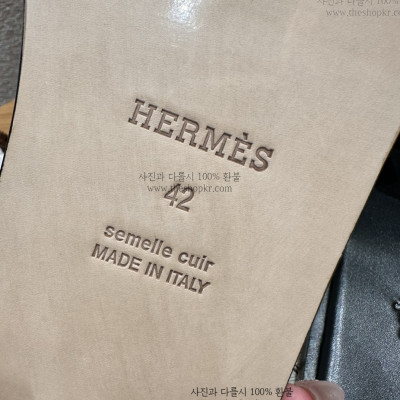 사진과 다를시 100% 환불
www.theshopkr.com
HERMÈS
사진과 다를시 100% 환불
www.theshopkr.com
42
semelle cuir
MADE IN ITALY
사진과 다를시 100% 환불